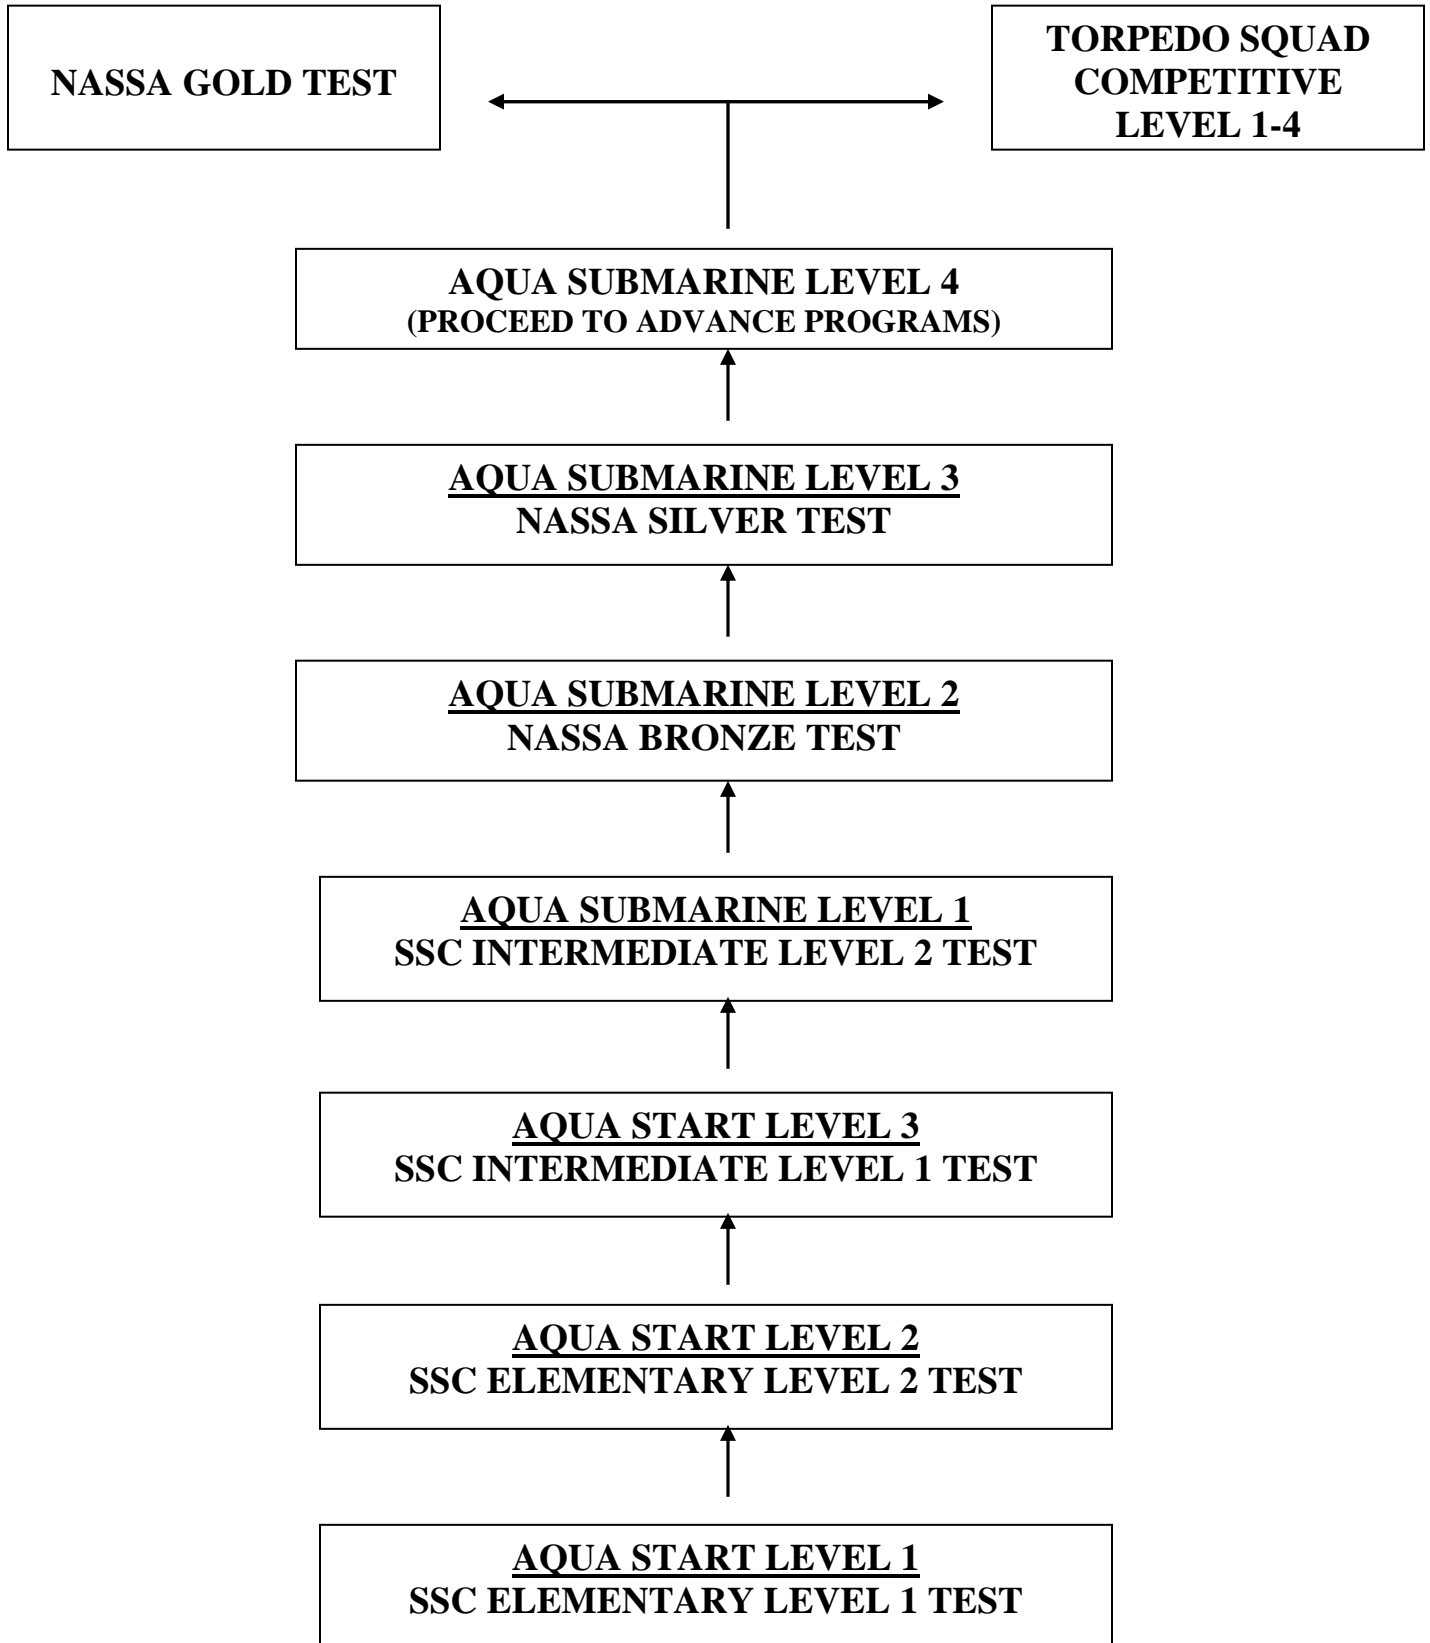 NASSA GOLD TEST
TORPEDO SQUAD
COMPETITIVE
LEVEL 1-4
AQUA SUBMARINE LEVEL 4
(PROCEED TO ADVANCE PROGRAMS)
AQUA SUBMARINE LEVEL 3
NASSA SILVER TEST
AQUA SUBMARINE LEVEL 2
NASSA BRONZE TEST
AQUA SUBMARINE LEVEL 1
SSC INTERMEDIATE LEVEL 2 TEST
AQUA START LEVEL 3
SSC INTERMEDIATE LEVEL 1 TEST
AQUA START LEVEL 2
SSC ELEMENTARY LEVEL 2 TEST
AQUA START LEVEL 1
SSC ELEMENTARY LEVEL 1 TEST